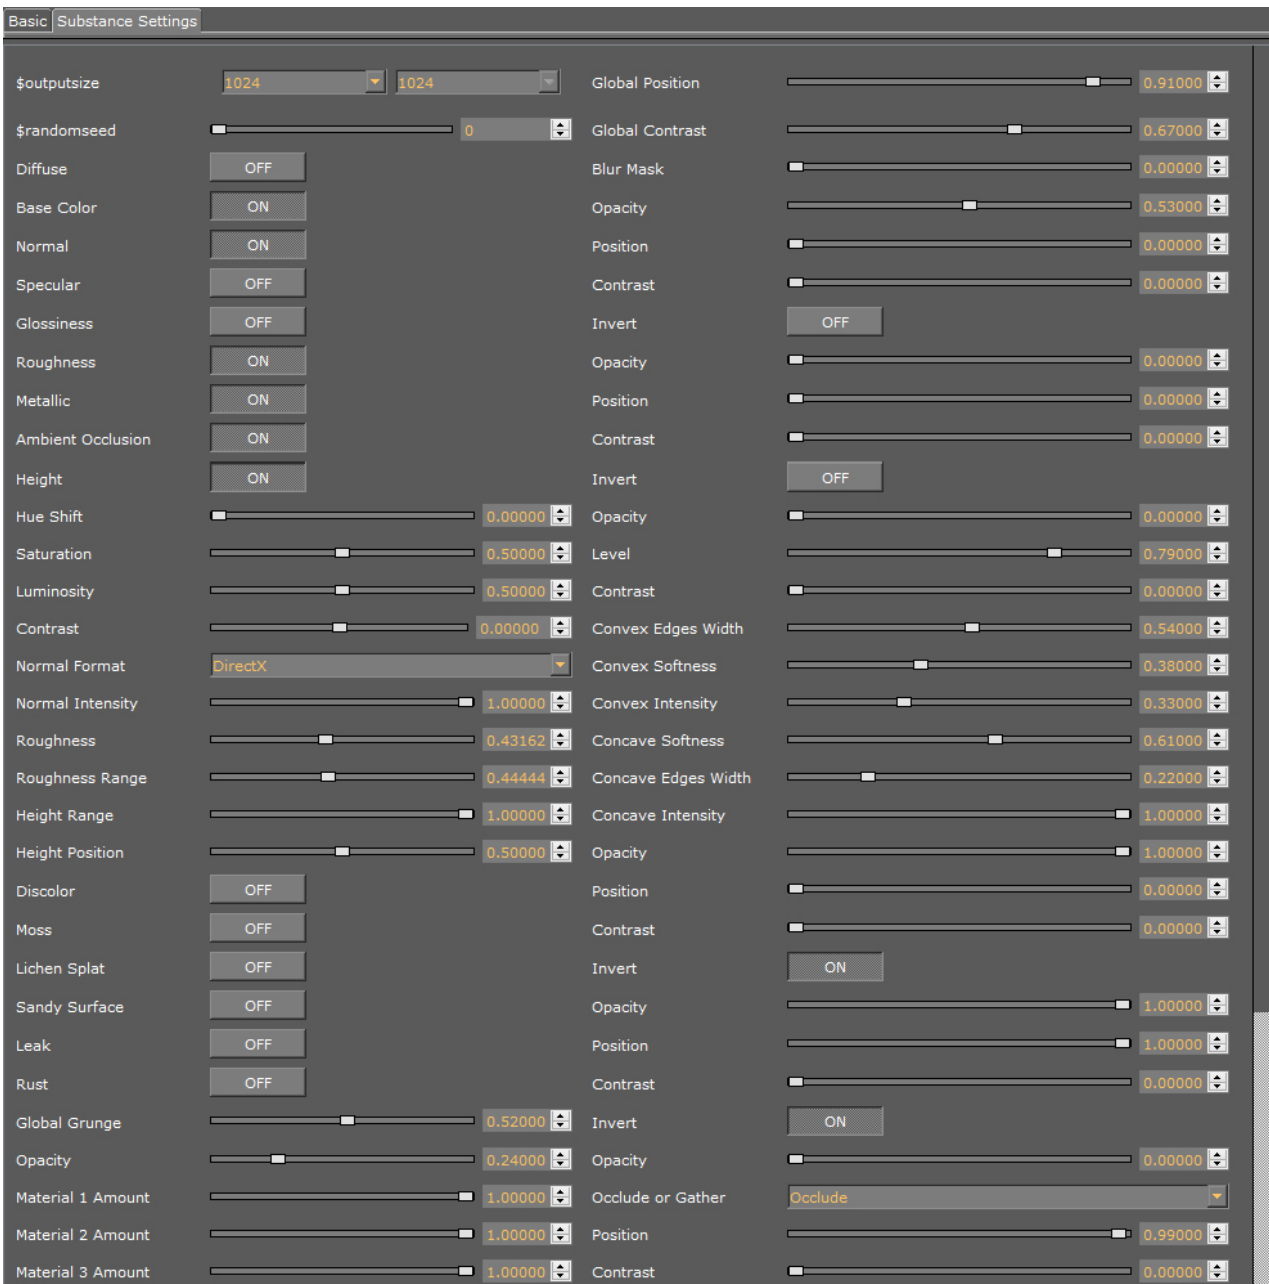 Basic Substance Settings
$outputsize 1024 1024
$randomseed 0
Diffuse OFF
Base Color ON
Normal ON
Specular OFF
Glossiness OFF
Roughness ON
Metallic ON
Ambient Occlusion ON
Height ON
Hue Shift 0.00000
Saturation 0.50000
Luminosity 0.50000
Contrast 0.00000
Normal Format DirectX
Normal Intensity 1.00000
Roughness 0.43162
Roughness Range 0.44444
Height Range 1.00000
Height Position 0.50000
Discolor OFF
Moss OFF
Lichen Splat OFF
Sandy Surface OFF
Leak OFF
Rust OFF
Global Grunge 0.52000
Opacity 0.24000
Material 1 Amount 1.00000
Material 2 Amount 1.00000
Material 3 Amount 1.00000
Global Position 0.91000
Global Contrast 0.67000
Blur Mask 0.00000
Opacity 0.53000
Position 0.00000
Contrast 0.00000
Invert OFF
Opacity 0.00000
Position 0.00000
Contrast 0.00000
Invert OFF
Opacity 0.00000
Level 0.79000
Contrast 0.00000
Convex Edges Width 0.54000
Convex Softness 0.38000
Convex Intensity 0.33000
Concave Softness 0.61000
Concave Edges Width 0.22000
Concave Intensity 1.00000
Opacity 1.00000
Position 0.00000
Contrast 0.00000
Invert ON
Opacity 1.00000
Position 1.00000
Contrast 0.00000
Invert ON
Opacity 0.00000
Occlude or Gather Occlude
Position 0.99000
Contrast 0.00000